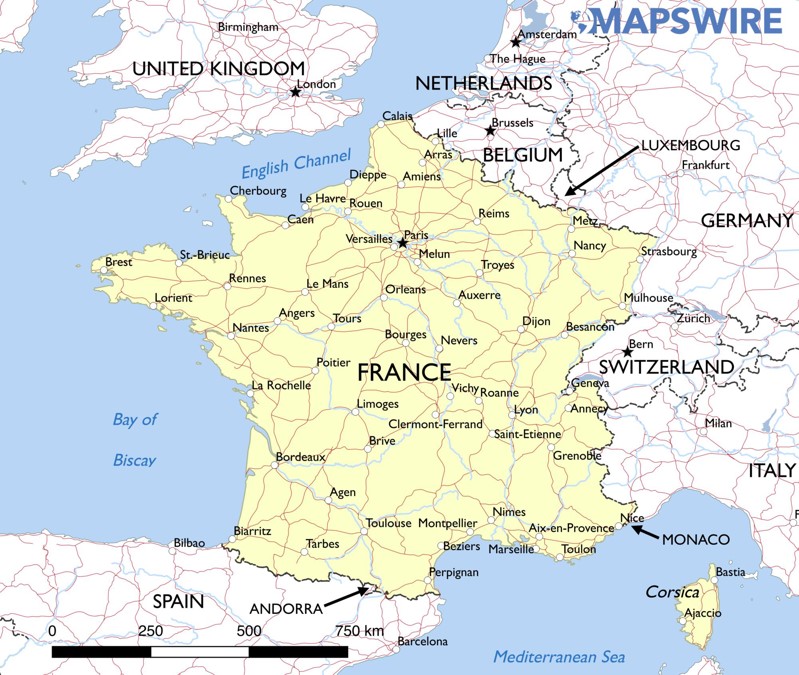 MAPSWIRE
Birmingham
Amsterdam
The Hague
UNITED KINGDOM
London
NETHERLANDS
Calais
Brussels
Lille
LUXEMBOURG
Arras
BELGIUM
English Channel
Frankfurt
Dieppe
Amiens
Cherbourg
Le Havre
Rouen
Caen
Reims
Metz
GERMANY
Versailles
Paris
Nancy
Strasbourg
St.-Brieuc
Melun
Brest
Troyes
Rennes
Le Mans
Orleans
Auxerre
Lorient
Mulhouse
Angers
Tours
Zürich
Nantes
Dijon
Besancon
Bourges
Nevers
Bern
Poitier
FRANCE
SWITZERLAND
La Rochelle
Vichy
Roanne
Geneva
Limoges
Lyon
Annecy
Bay of
Biscay
Clermont-Ferrand
Milan
Saint-Etienne
Brive
Bordeaux
Grenoble
ITALY
Agen
Nimes
Nice
Biarritz
Toulouse
Montpellier
Aix-en-Provence
MONACO
Bilbao
Tarbes
Beziers
Marseille
Toulon
Perpignan
Bastia
Corsica
SPAIN
ANDORRA
Ajaccio
0 250 500 750 km
Barcelona
Mediterranean Sea